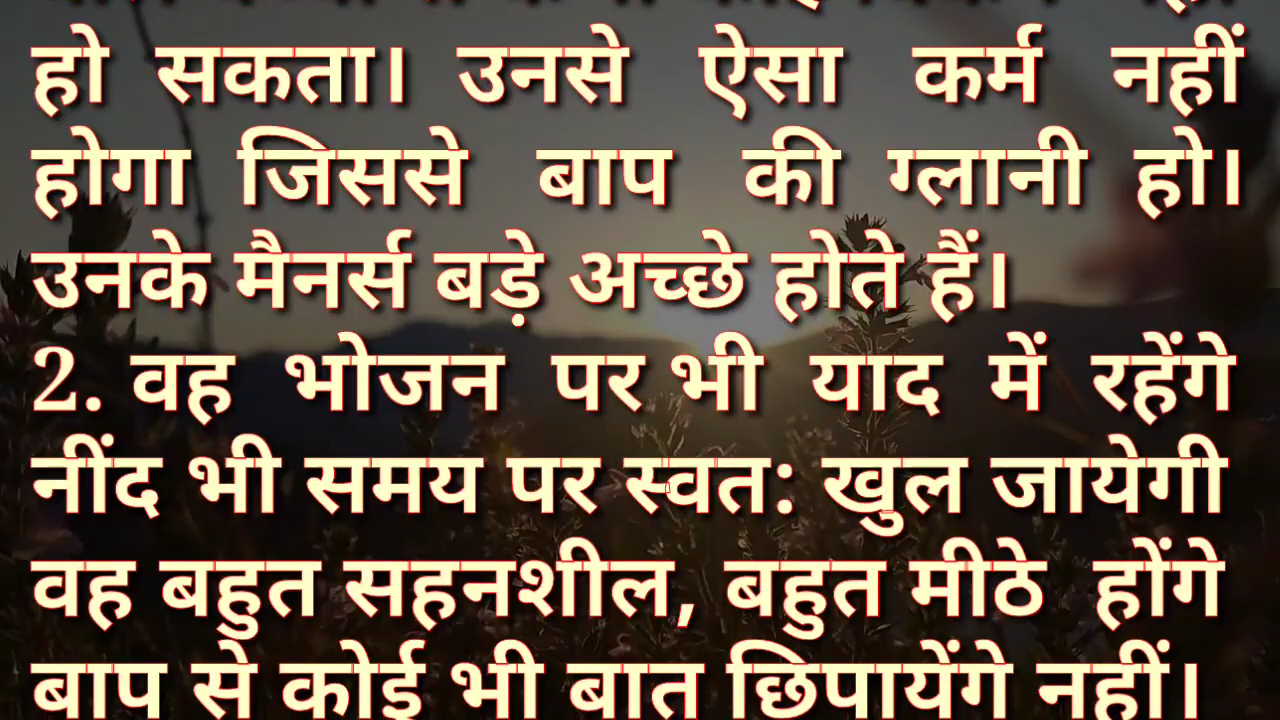 हो सकता। उनसे ऐसा कर्म नहीं
होगा जिससे बाप की ग्लानी हो।
उनके मैनर्स बड़े अच्छे होते हैं।
2. वह भोजन पर भी याद में रहेंगे
नींद भी समय पर स्वत: खुल जायेगी
वह बहुत सहनशील, बहुत मीठे होंगे
बाप से कोई भी बात छिपायेंगे नहीं।